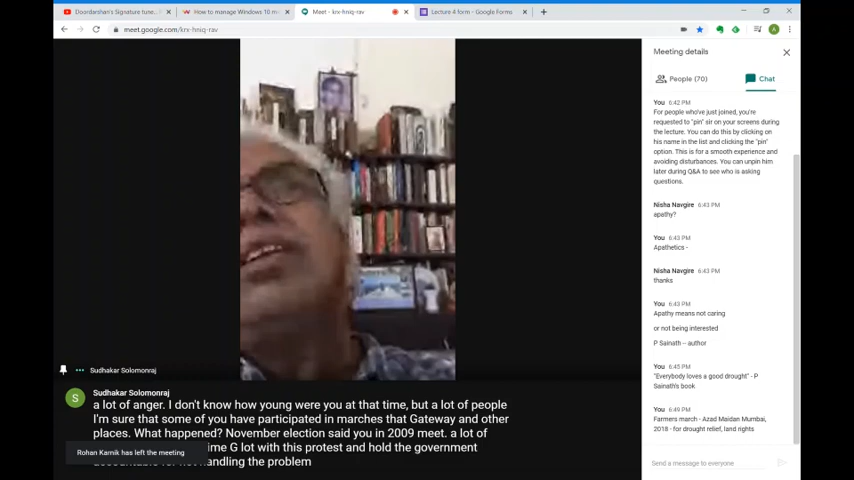 Doordarshan's Signature tune...
How to manage Windows 10 m
Meet - krv-hniq-rav
Lecture 4 form - Google Forms
meet.google.com/krv-hniq-rav
Meeting details
People (70)
Chat
You 6:42 PM
For people who've just joined, you're
requested to "pin" sir on your screens during
the lecture. You can do this by clicking on
his name in the list and clicking the "pin"
option. This is for a smooth experience and
avoiding disturbances. You can unpin him
later during Q&A to see who is asking
questions.
Nisha Navgire 6:43 PM
apathy?
You 6:43 PM
Apathetics -
Nisha Navgire 6:43 PM
thanks
You 6:43 PM
Apathy means not caring
or not being interested
P Sainath -- author
You 6:45 PM
"Everybody loves a good drought" - P
Sainath's book
You 6:49 PM
Farmers march - Azad Maidan Mumbai,
2018 - for drought relief, land rights
Send a message to everyone
Sudhakar Solomonraj
S
Sudhakar Solomonraj
a lot of anger. I don't know how young were you at that time, but a lot of people
I'm sure that some of you have participated in marches that Gateway and other
places. What happened? November election said you in 2009 meet. a lot of
ime G lot with this protest and hold the government
handling the problem
Rohan Karnik has left the meeting